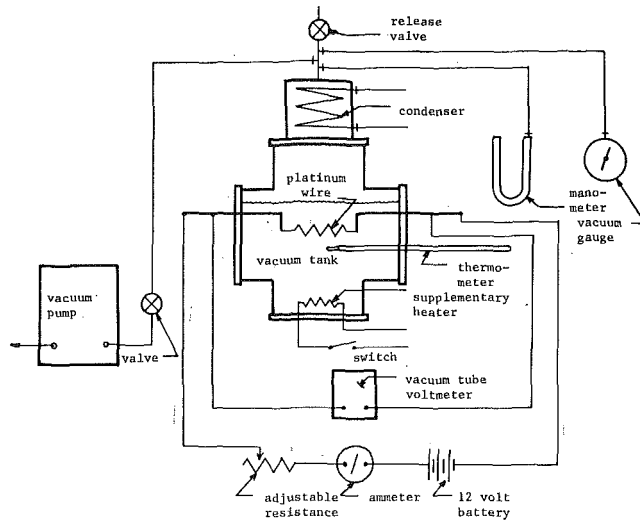 release
valve
condenser
platinum
wire
mano-
meter
vacuum
gauge
vacuum tank
thermo-
meter
supplementary
heater
vacuum
pump
valve
switch
vacuum tube
voltmeter
adjustable
resistance
ammeter
12 volt
battery